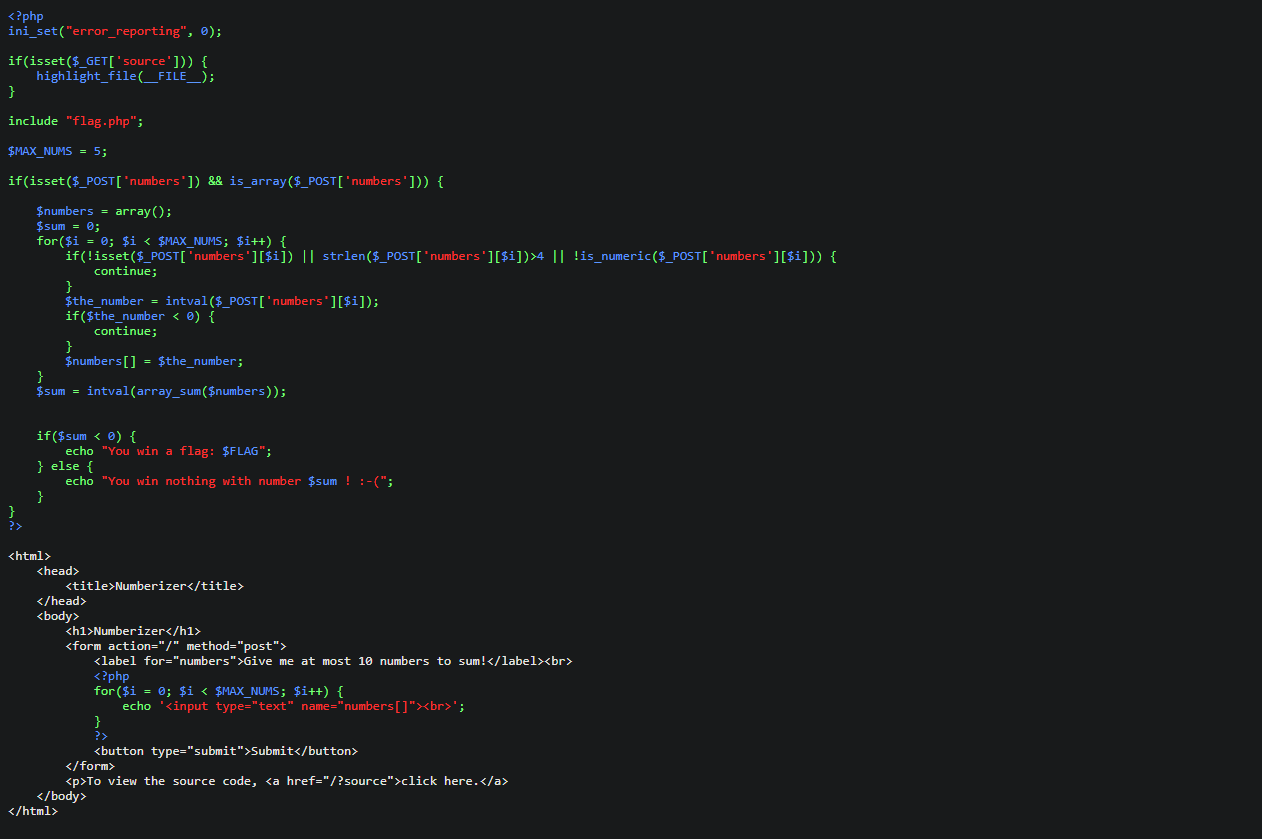 <?php
ini_set("error_reporting", 0);
if(isset($_GET['source'])) {
    highlight_file(__FILE__);
}
include "flag.php";
$MAX_NUMS = 5;
if(isset($_POST['numbers']) && is_array($_POST['numbers'])) {
    $numbers = array();
    $sum = 0;
    for($i = 0; $i < $MAX_NUMS; $i++) {
        if(!isset($_POST['numbers'][$i]) || strlen($_POST['numbers'][$i])>4 || !is_numeric($_POST['numbers'][$i])) {
            continue;
        }
        $the_number = intval($_POST['numbers'][$i]);
        if($the_number < 0) {
            continue;
        }
        $numbers[] = $the_number;
    }
    $sum = intval(array_sum($numbers));
    if($sum < 0) {
        echo "You win a flag: $FLAG";
    } else {
        echo "You win nothing with number $sum ! :-(";
    }
}
?>
<html>
    <head>
        <title>Numberizer</title>
    </head>
    <body>
        <h1>Numberizer</h1>
        <form action="/" method="post">
            <label for="numbers">Give me at most 10 numbers to sum!</label><br>
            <?php
            for($i = 0; $i < $MAX_NUMS; $i++) {
                echo '<input type="text" name="numbers[]"><br>';
            }
            ?>
            <button type="submit">Submit</button>
        </form>
        <p>To view the source code, <a href="/?source">click here.</a>
    </body>
</html>